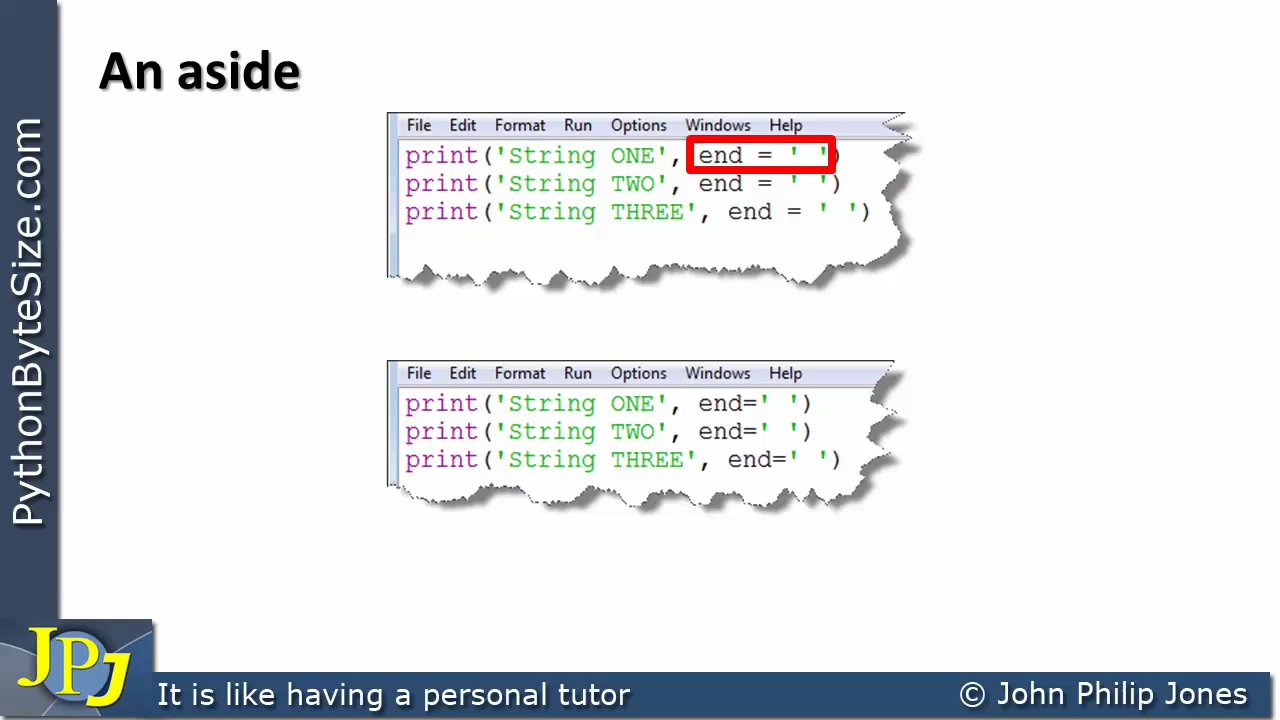 An aside
File Edit Format Run Options Windows Help
print('String ONE', end = ' ')
print('String TWO', end = ' ')
print('String THREE', end = ' ')
File Edit Format Run Options Windows Help
print('String ONE', end=' ')
print('String TWO', end=' ')
print('String THREE', end=' ')
PythonByteSize.com
JPJ
It is like having a personal tutor
© John Philip Jones